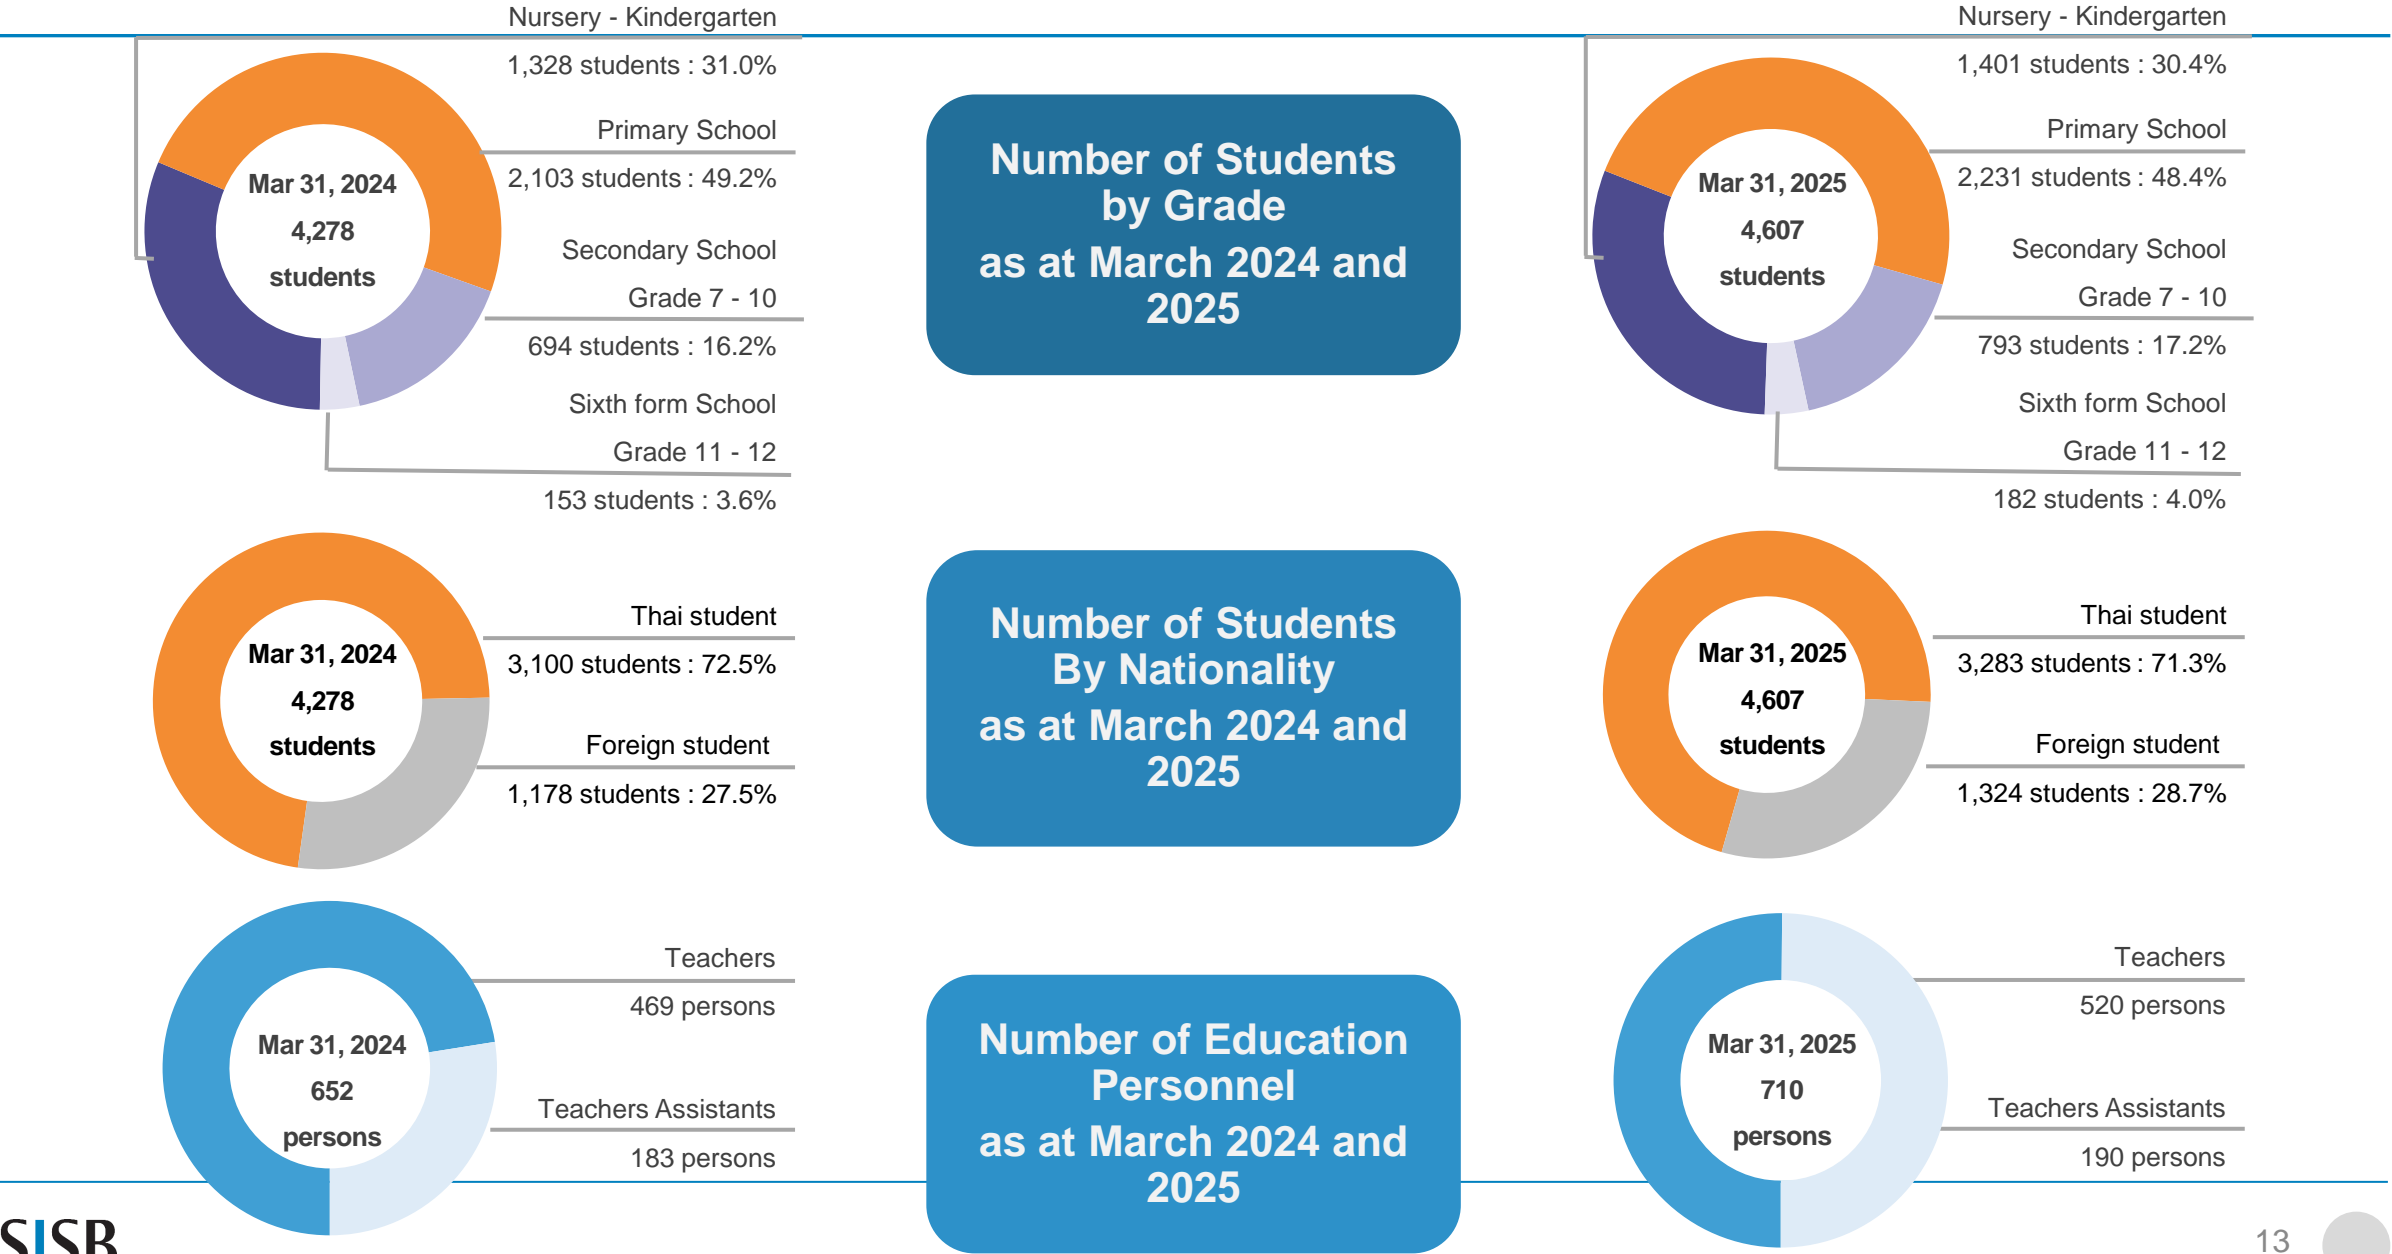 Nursery - Kindergarten
1,328 students : 31.0%
Primary School
2,103 students : 49.2%
Secondary School
Grade 7 - 10
694 students : 16.2%
Sixth form School
Grade 11 - 12
153 students : 3.6%
Mar 31, 2024
4,278
students
Number of Students
by Grade
as at March 2024 and
2025
Nursery - Kindergarten
1,401 students : 30.4%
Primary School
2,231 students : 48.4%
Secondary School
Grade 7 - 10
793 students : 17.2%
Sixth form School
Grade 11 - 12
182 students : 4.0%
Mar 31, 2025
4,607
students
Mar 31, 2024
4,278
students
Thai student
3,100 students : 72.5%
Foreign student
1,178 students : 27.5%
Number of Students
By Nationality
as at March 2024 and
2025
Mar 31, 2025
4,607
students
Thai student
3,283 students : 71.3%
Foreign student
1,324 students : 28.7%
Mar 31, 2024
652
persons
Teachers
469 persons
Teachers Assistants
183 persons
Number of Education
Personnel
as at March 2024 and
2025
Mar 31, 2025
710
persons
Teachers
520 persons
Teachers Assistants
190 persons
SISB
13